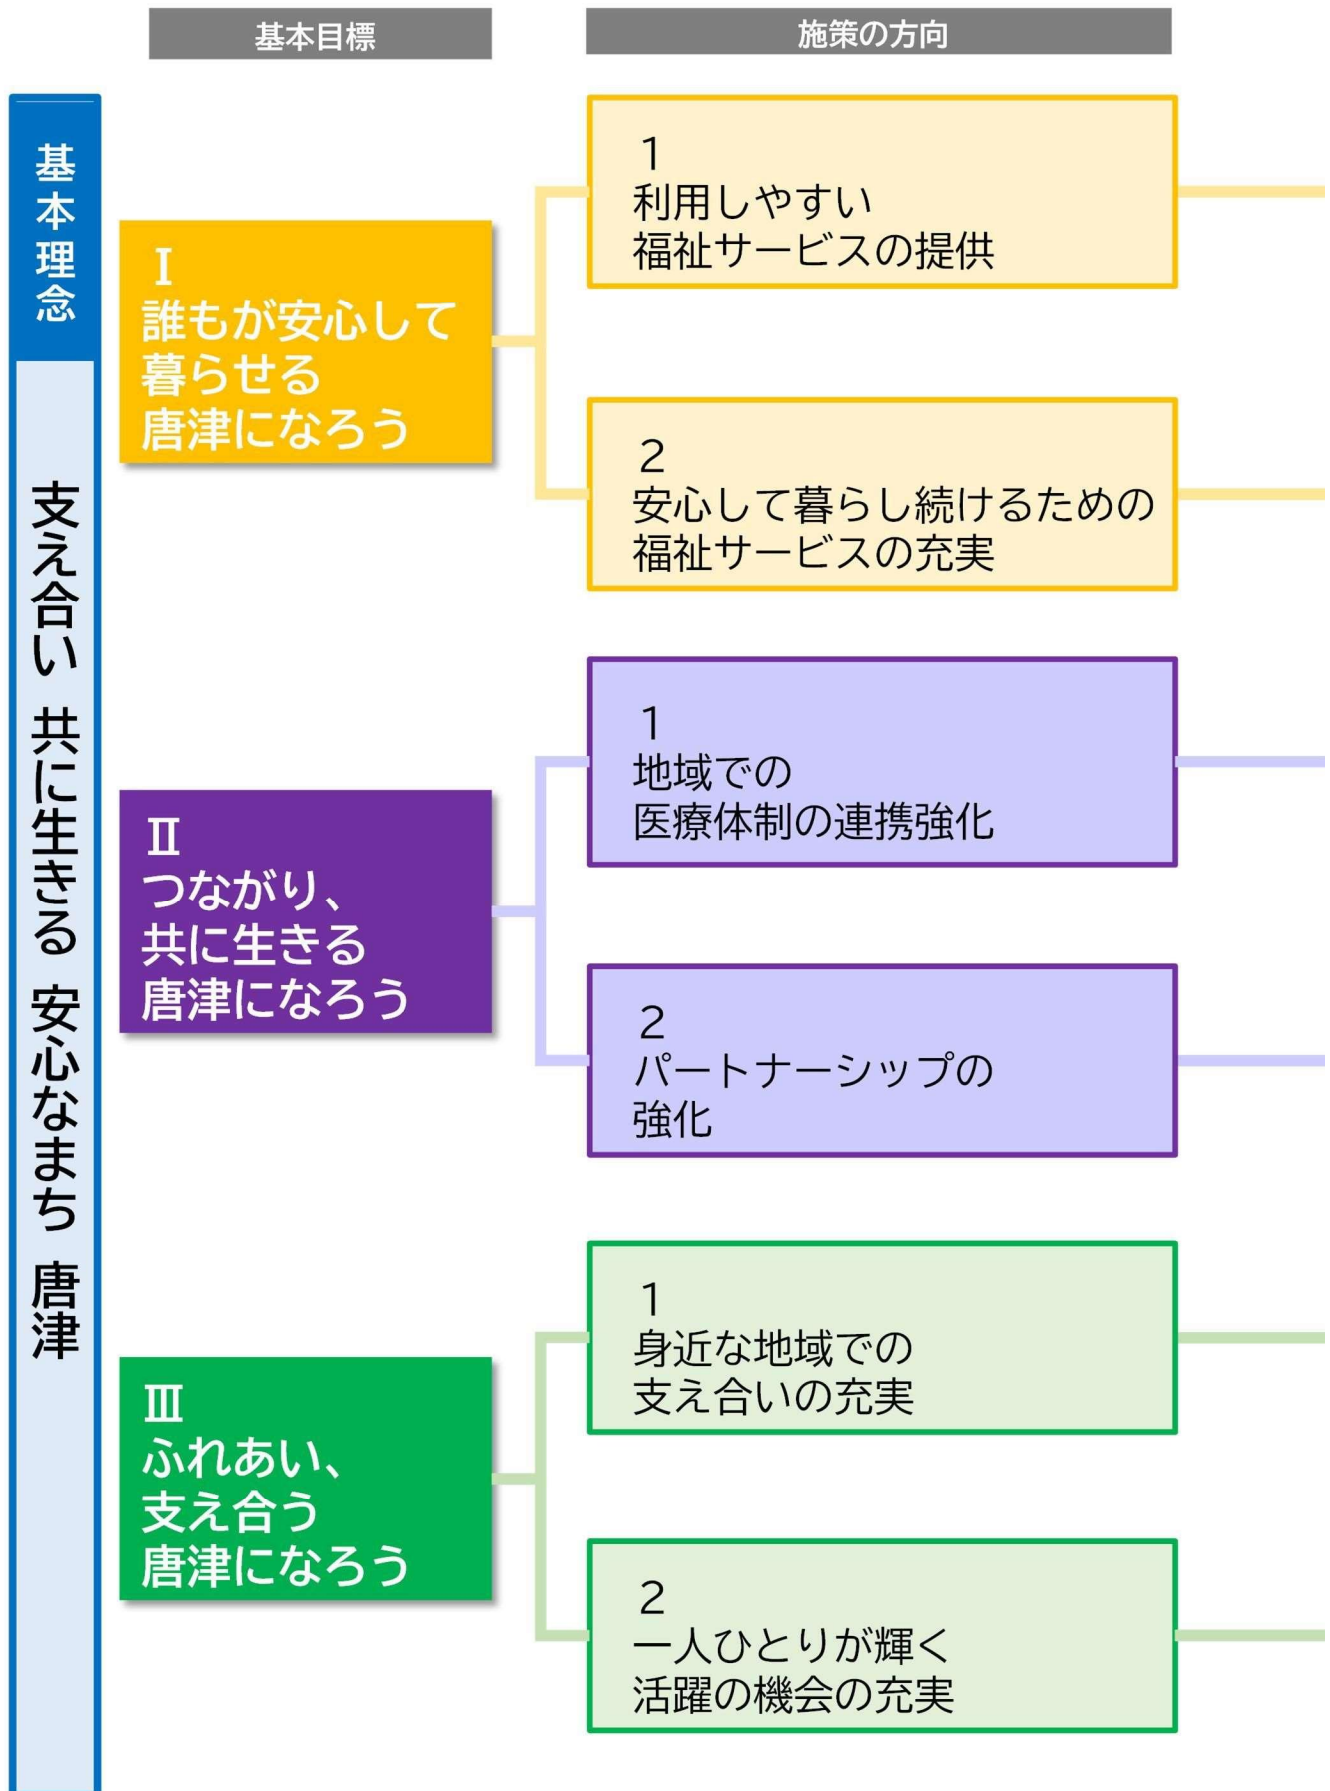 基本目標
施策の方向
基本理念
支え合い 共に生きる 安心なまち 唐津
Ⅰ
誰もが安心して
暮らせる
唐津になろう
1
利用しやすい
福祉サービスの提供
2
安心して暮らし続けるための
福祉サービスの充実
Ⅱ
つながり、
共に生きる
唐津になろう
1
地域での
医療体制の連携強化
2
パートナーシップの
強化
Ⅲ
ふれあい、
支え合う
唐津になろう
1
身近な地域での
支え合いの充実
2
一人ひとりが輝く
活躍の機会の充実